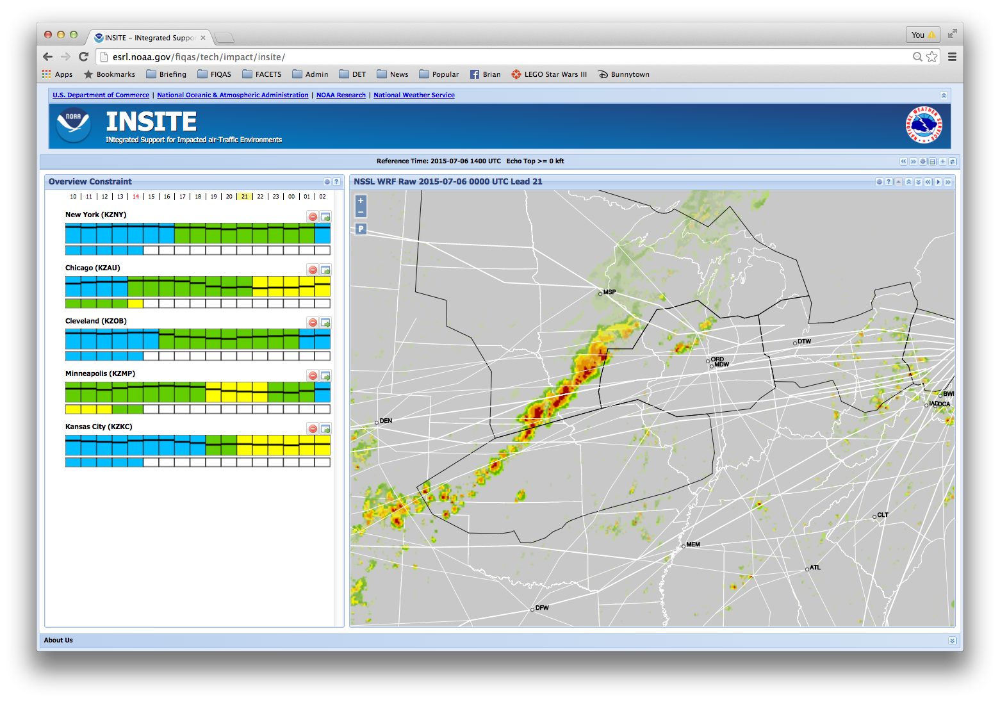 INSITE - INtegrated Suppo
You
esrl.noaa.gov/fiqas/tech/impact/insite/
Apps Bookmarks Briefing FIQAS FACETS Admin DET News Popular Brian LEGO Star Wars III Bunnytown
U.S. Department of Commerce | National Oceanic & Atmospheric Administration | NOAA Research | National Weather Service
NOAA
INSITE
INtegrated Support for Impacted air-Traffic Environments
NATIONAL WEATHER SERVICE
Reference Time: 2015-07-06 1400 UTC Echo Top >= 0 kft
Overview Constraint
10 | 11 | 12 | 13 | 14 | 15 | 16 | 17 | 18 | 19 | 20 | 21 | 22 | 23 | 00 | 01 | 02
New York (KZNY)
Chicago (KZAU)
Cleveland (KZOB)
Minneapolis (KZMP)
Kansas City (KZKC)
NSSL WRF Raw 2015-07-06 0000 UTC Lead 21
+
−
P
MSP
DTW
ORD
MDW
BWI
IAD
DCA
DEN
CLT
MEM
ATL
DFW
About Us